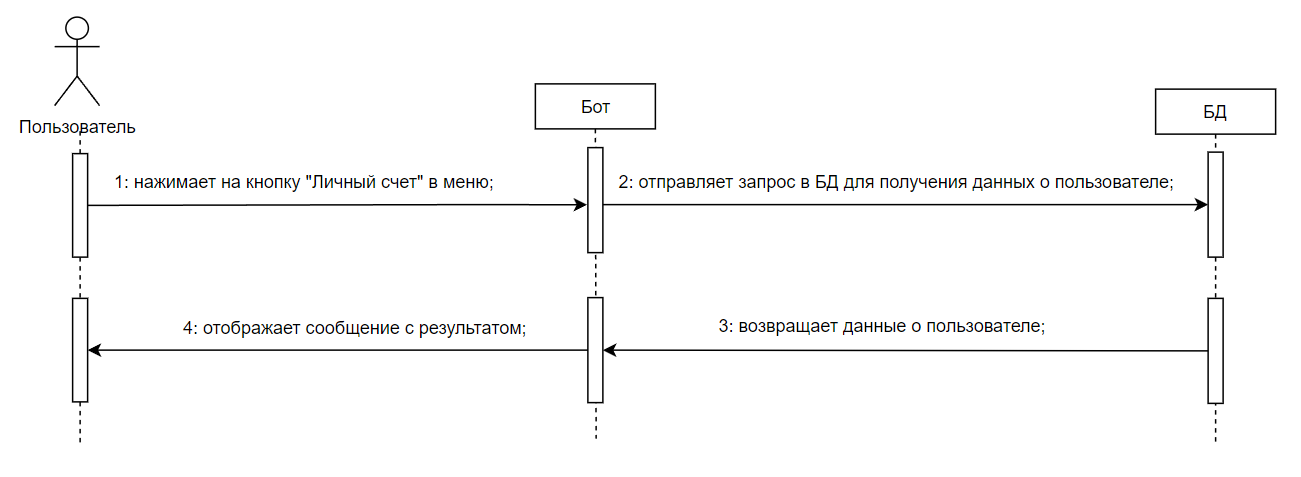 Пользователь
Бот
БД
1: нажимает на кнопку "Личный счет" в меню;
2: отправляет запрос в БД для получения данных о пользователе;
4: отображает сообщение с результатом;
3: возвращает данные о пользователе;